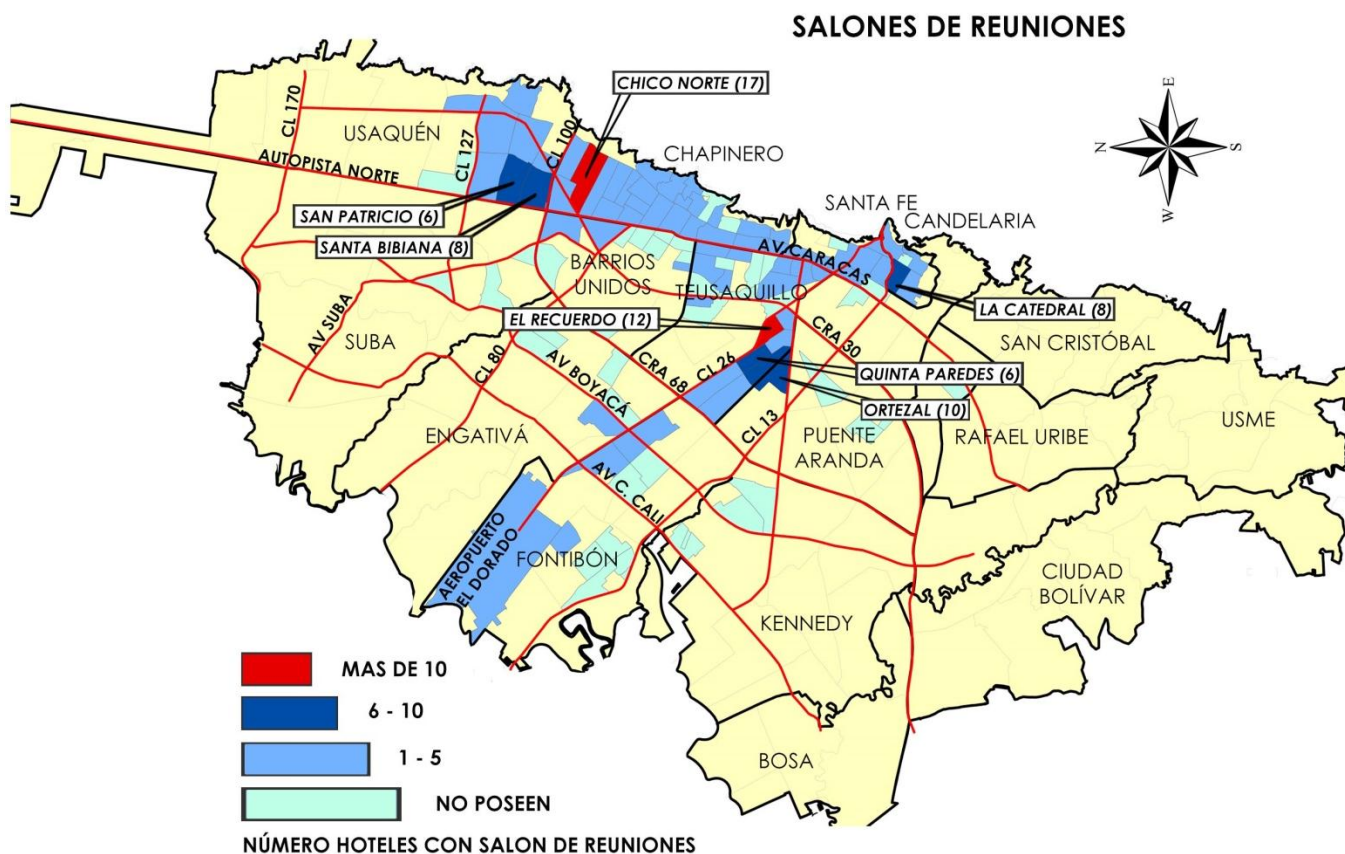 SALONES DE REUNIONES
CHICO NORTE (17)
E
N
S
W
CL 170
USAQUÉN
CL 127
CL 100
CHAPINERO
AUTOPISTA NORTE
SAN PATRICIO (6)
SANTA BIBIANA (8)
SANTA FE
CANDELARIA
AV CARACAS
BARRIOS
UNIDOS
TEUSAQUILLO
LA CATEDRAL (8)
EL RECUERDO (12)
AV SUBA
SUBA
CL 80
AV BOYACÁ
CRA 68
CL 26
CRA 30
SAN CRISTÓBAL
QUINTA PAREDES (6)
ORTEZAL (10)
CL 13
ENGATIVÁ
PUENTE
ARANDA
RAFAEL URIBE
USME
AV C. CALI
AEROPUERTO
EL DORADO
FONTIBÓN
CIUDAD
BOLÍVAR
KENNEDY
BOSA
MAS DE 10
6 - 10
1 - 5
NO POSEEN
NÚMERO HOTELES CON SALON DE REUNIONES